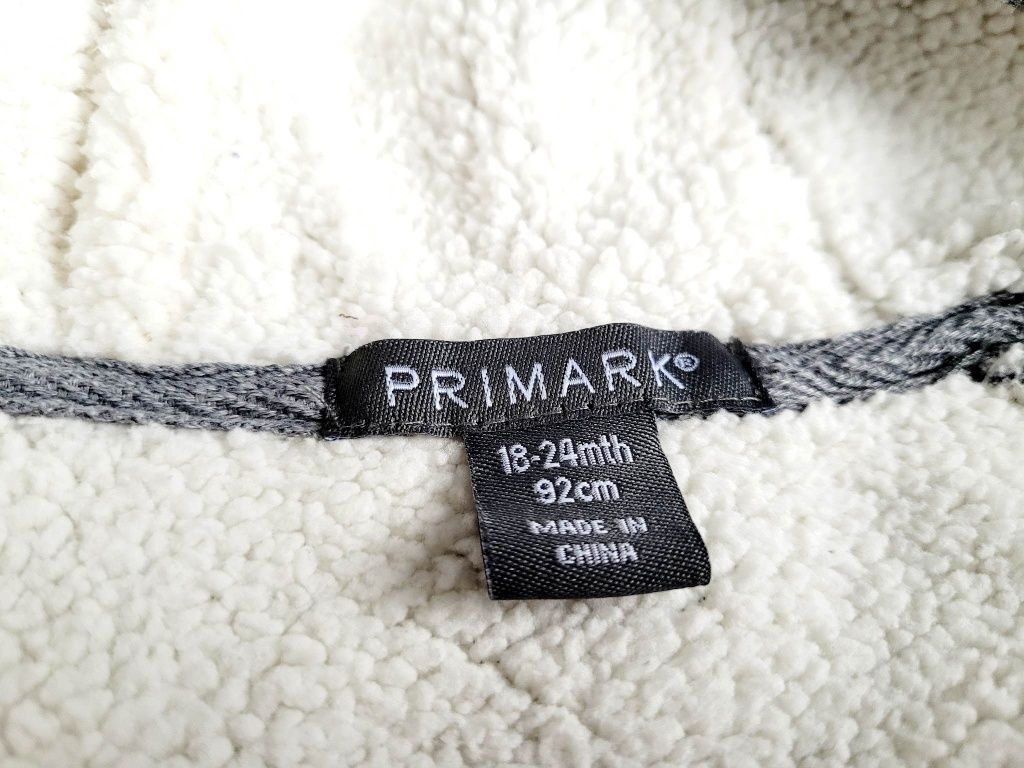 PRIMARK®
18-24mth
92cm
MADE IN
CHINA